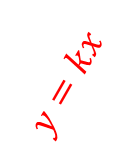 y = kx